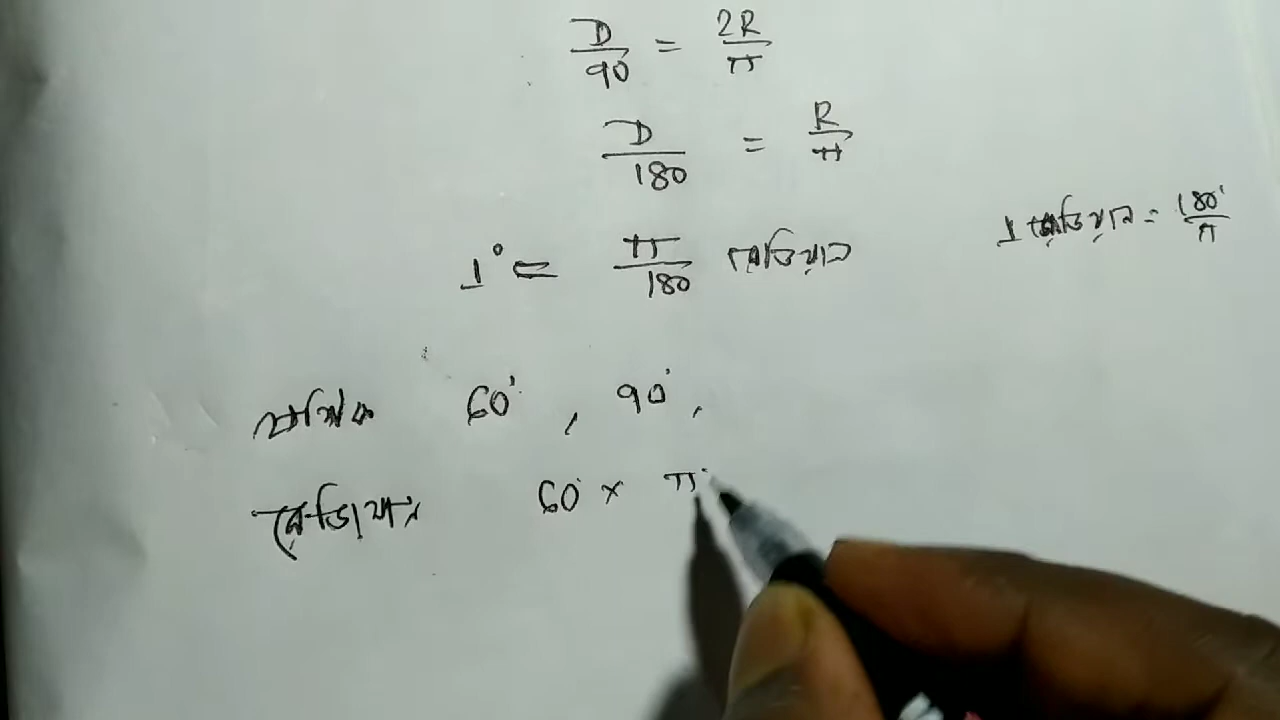 D/90 = 2R/π
D/180 = R/π
1 রেডিয়ান = 180°/π
1° = π/180 রেডিয়ান
60°, 90°,
রেডিয়ান 60 × π